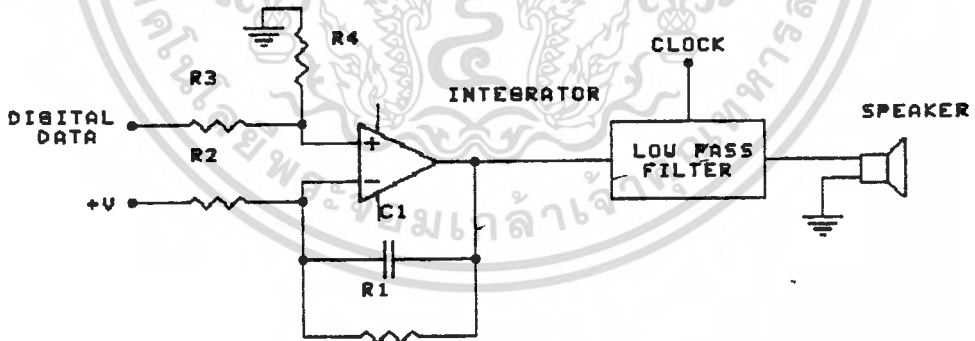 R4
CLOCK
R3
INTEGRATOR
SPEAKER
DIGITAL
DATA
R2
LOW PASS
FILTER
+V
C1
R1